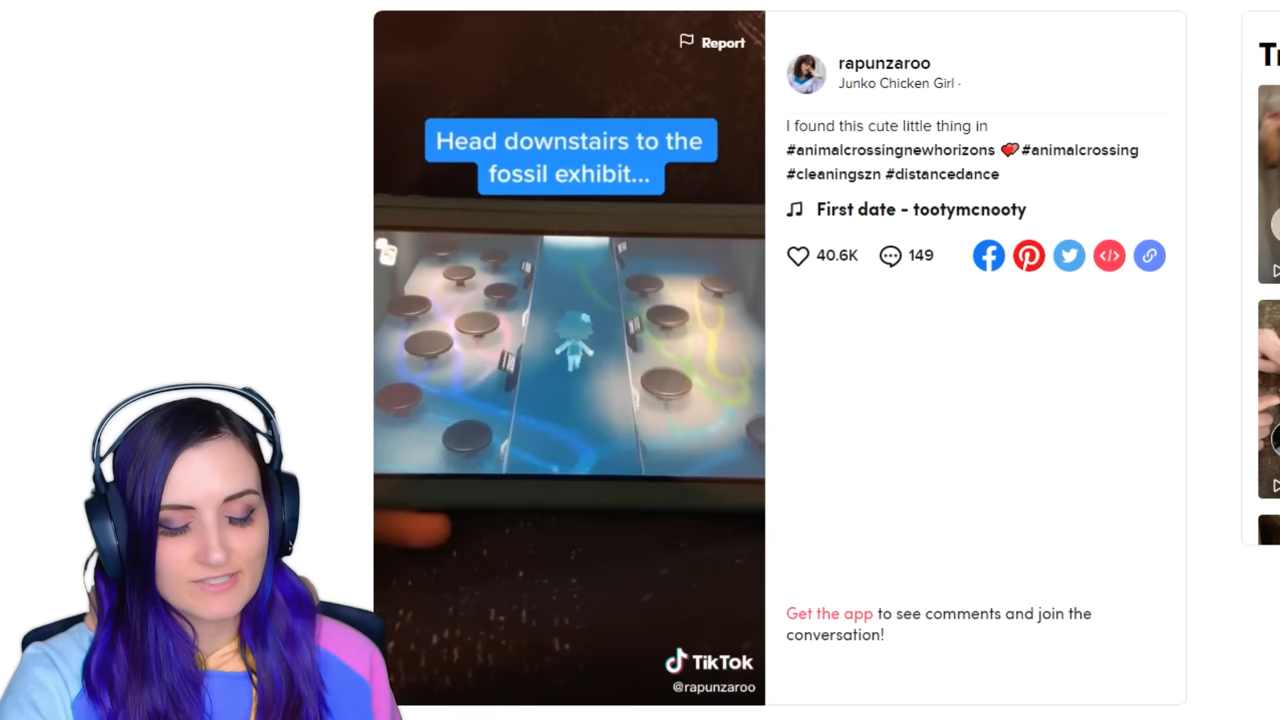 Report
Head downstairs to the
fossil exhibit...
TikTok
@rapunzaroo
rapunzaroo
Junko Chicken Girl ·
I found this cute little thing in
#animalcrossingnewhorizons 💕 #animalcrossing
#cleaningszn #distancedance
First date - tootymcnooty
40.6K
149
Get the app to see comments and join the
conversation!